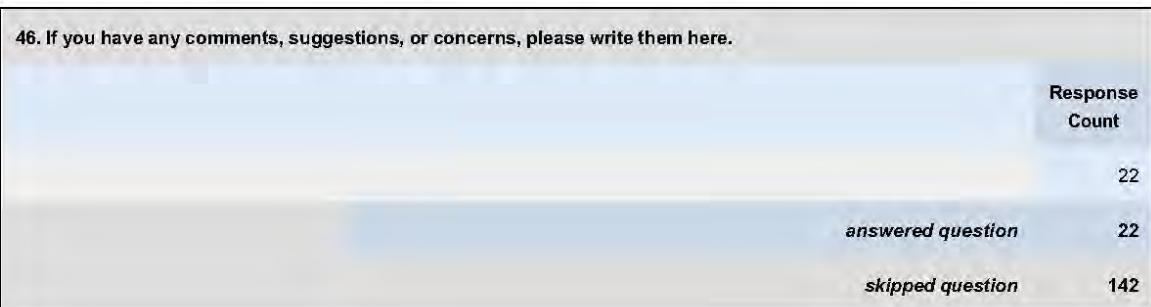 46. If you have any comments, suggestions, or concerns, please write them here.
Response
Count
22
answered question 22
skipped question 142